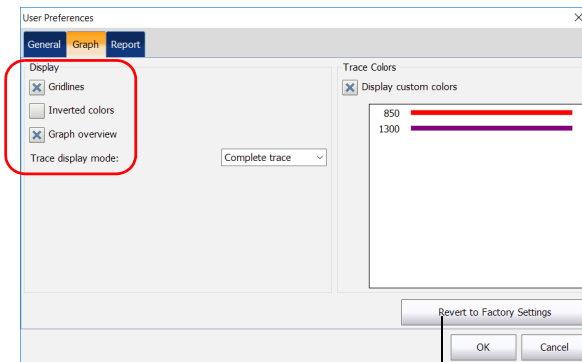 User Preferences
General Graph Report
Display
Gridlines
Inverted colors
Graph overview
Trace display mode: Complete trace
Trace Colors
Display custom colors
850
1300
Revert to Factory Settings
OK Cancel